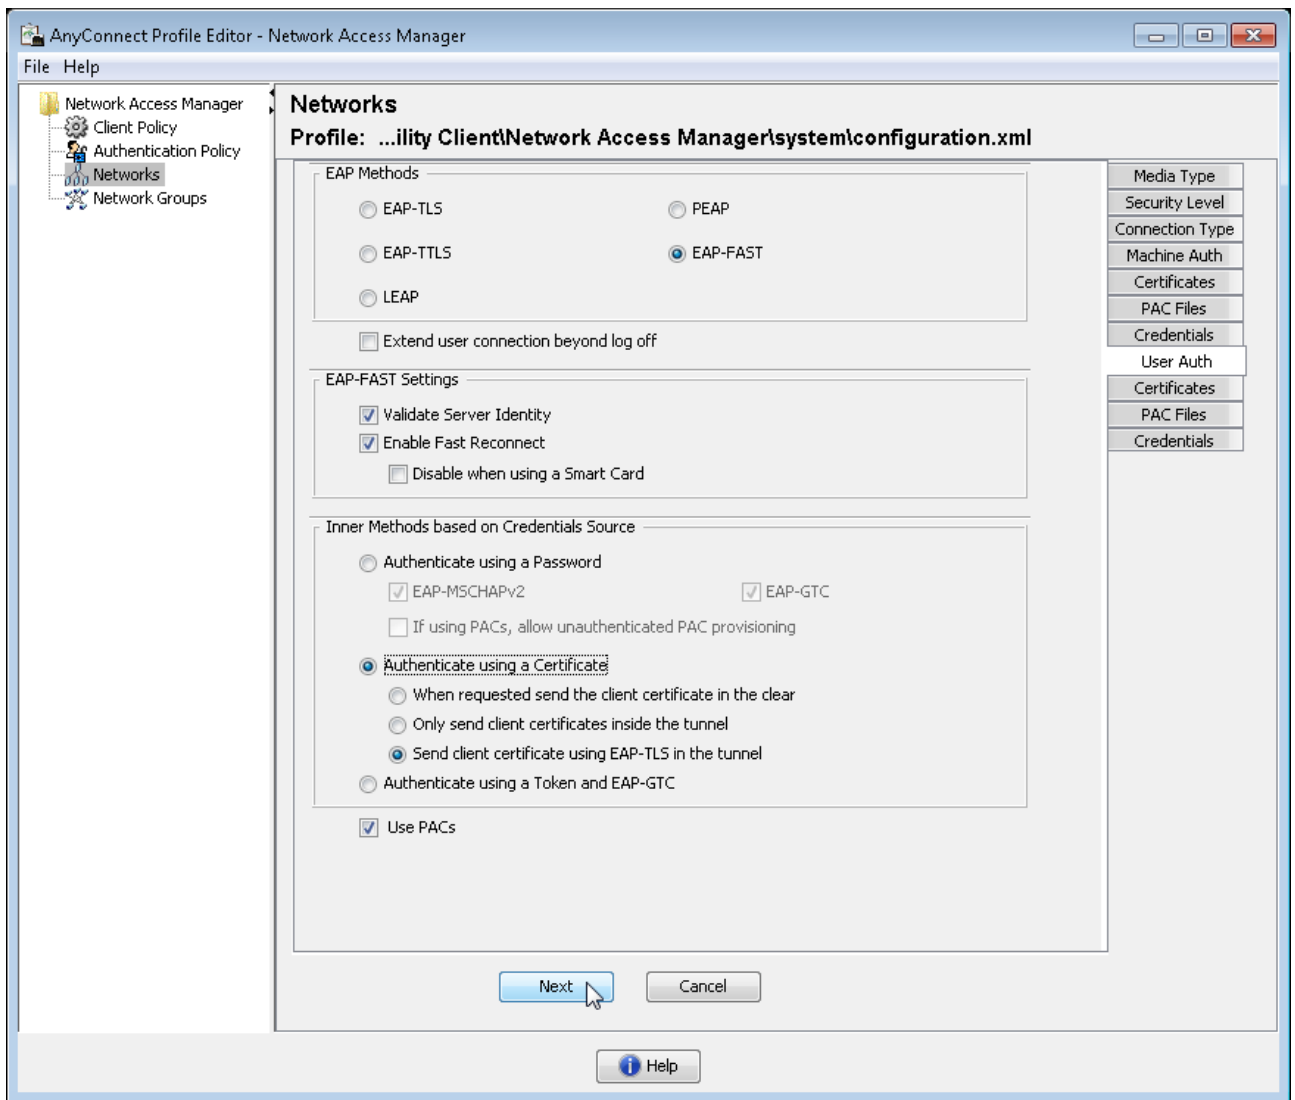 AnyConnect Profile Editor - Network Access Manager
File Help
Network Access Manager
Client Policy
Authentication Policy
Networks
Network Groups
Networks
Profile: ...ility Client\Network Access Manager\system\configuration.xml
EAP Methods
EAP-TLS PEAP
EAP-TTLS EAP-FAST
LEAP
Extend user connection beyond log off
EAP-FAST Settings
Validate Server Identity
Enable Fast Reconnect
Disable when using a Smart Card
Inner Methods based on Credentials Source
Authenticate using a Password
EAP-MSCHAPv2 EAP-GTC
If using PACs, allow unauthenticated PAC provisioning
Authenticate using a Certificate
When requested send the client certificate in the clear
Only send client certificates inside the tunnel
Send client certificate using EAP-TLS in the tunnel
Authenticate using a Token and EAP-GTC
Use PACs
Media Type
Security Level
Connection Type
Machine Auth
Certificates
PAC Files
Credentials
User Auth
Certificates
PAC Files
Credentials
Next Cancel
Help